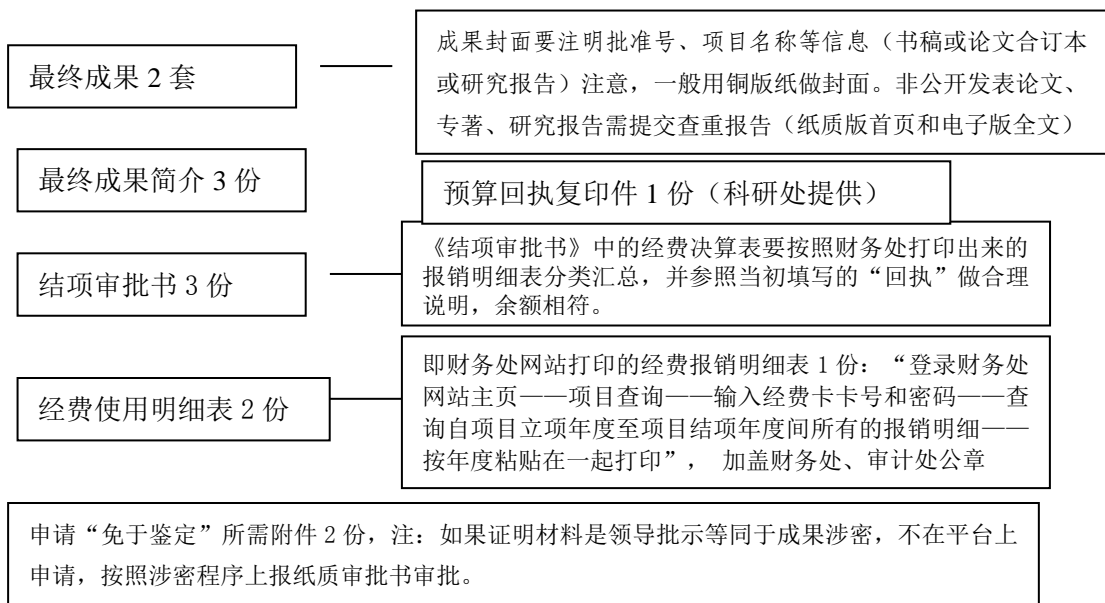 最终成果 2 套
成果封面要注明批准号、项目名称等信息（书稿或论文合订本
或研究报告）注意，一般用铜版纸做封面。非公开发表论文、
专著、研究报告需提交查重报告（纸质版首页和电子版全文）
最终成果简介 3 份
预算回执复印件 1 份（科研处提供）
结项审批书 3 份
《结项审批书》中的经费决算表要按照财务处打印出来的
报销明细表分类汇总，并参照当初填写的“回执”做合理
说明，余额相符。
经费使用明细表 2 份
即财务处网站打印的经费报销明细表 1 份：“登录财务处
网站主页——项目查询——输入经费卡卡号和密码——查
询自项目立项年度至项目结项年度间所有的报销明细——
按年度粘贴在一起打印”， 加盖财务处、审计处公章
申请“免于鉴定”所需附件 2 份，注：如果证明材料是领导批示等同于成果涉密，不在平台上
申请，按照涉密程序上报纸质审批书审批。